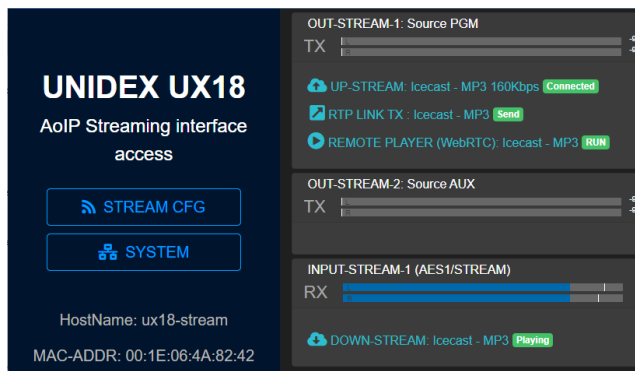 UNIDEX UX18
AoIP Streaming interface
access
STREAM CFG
SYSTEM
HostName: ux18-stream
MAC-ADDR: 00:1E:06:4A:82:42
OUT-STREAM-1: Source PGM
TX
UP-STREAM: Icecast - MP3 160Kbps Connected
RTP LINK TX : Icecast - MP3 Send
REMOTE PLAYER (WebRTC): Icecast - MP3 RUN
OUT-STREAM-2: Source AUX
TX
INPUT-STREAM-1 (AES1/STREAM)
RX
DOWN-STREAM: Icecast - MP3 Playing